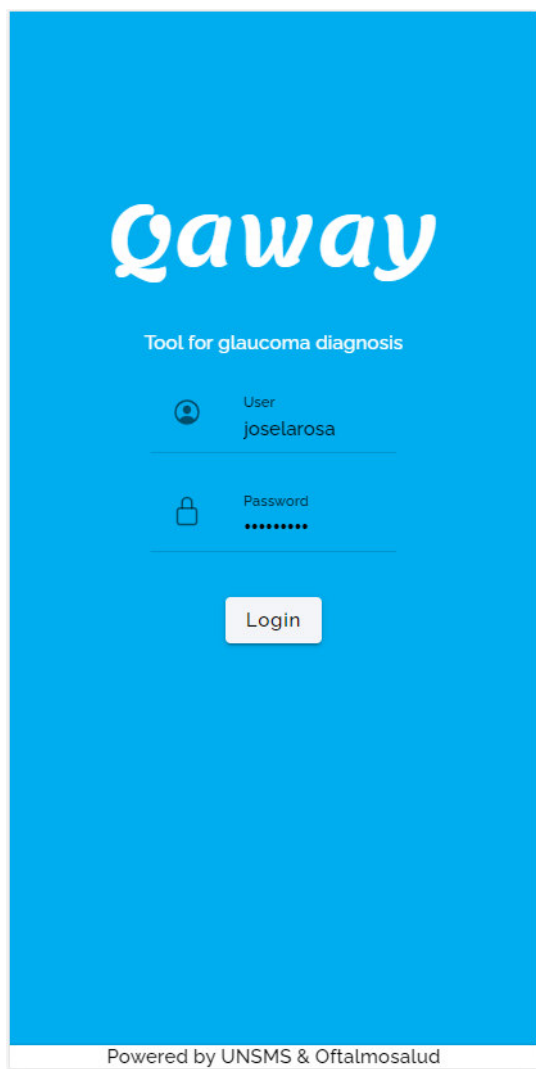 Qaway
Tool for glaucoma diagnosis
User
joselarosa
Password
•••••••••
Login
Powered by UNSMS & Oftalmosalud